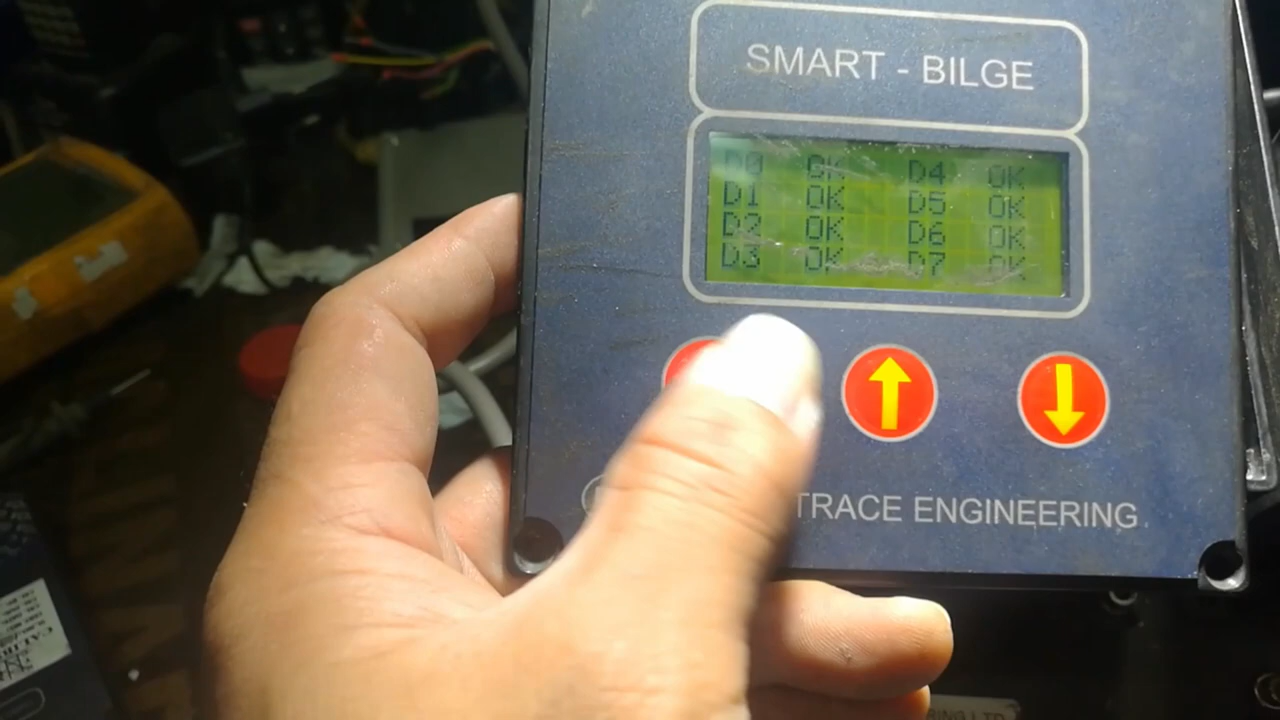 SMART - BILGE
D0 OK D4 OK
D1 OK D5 OK
D2 OK D6 OK
D3 OK D7 OK
TRACE ENGINEERING